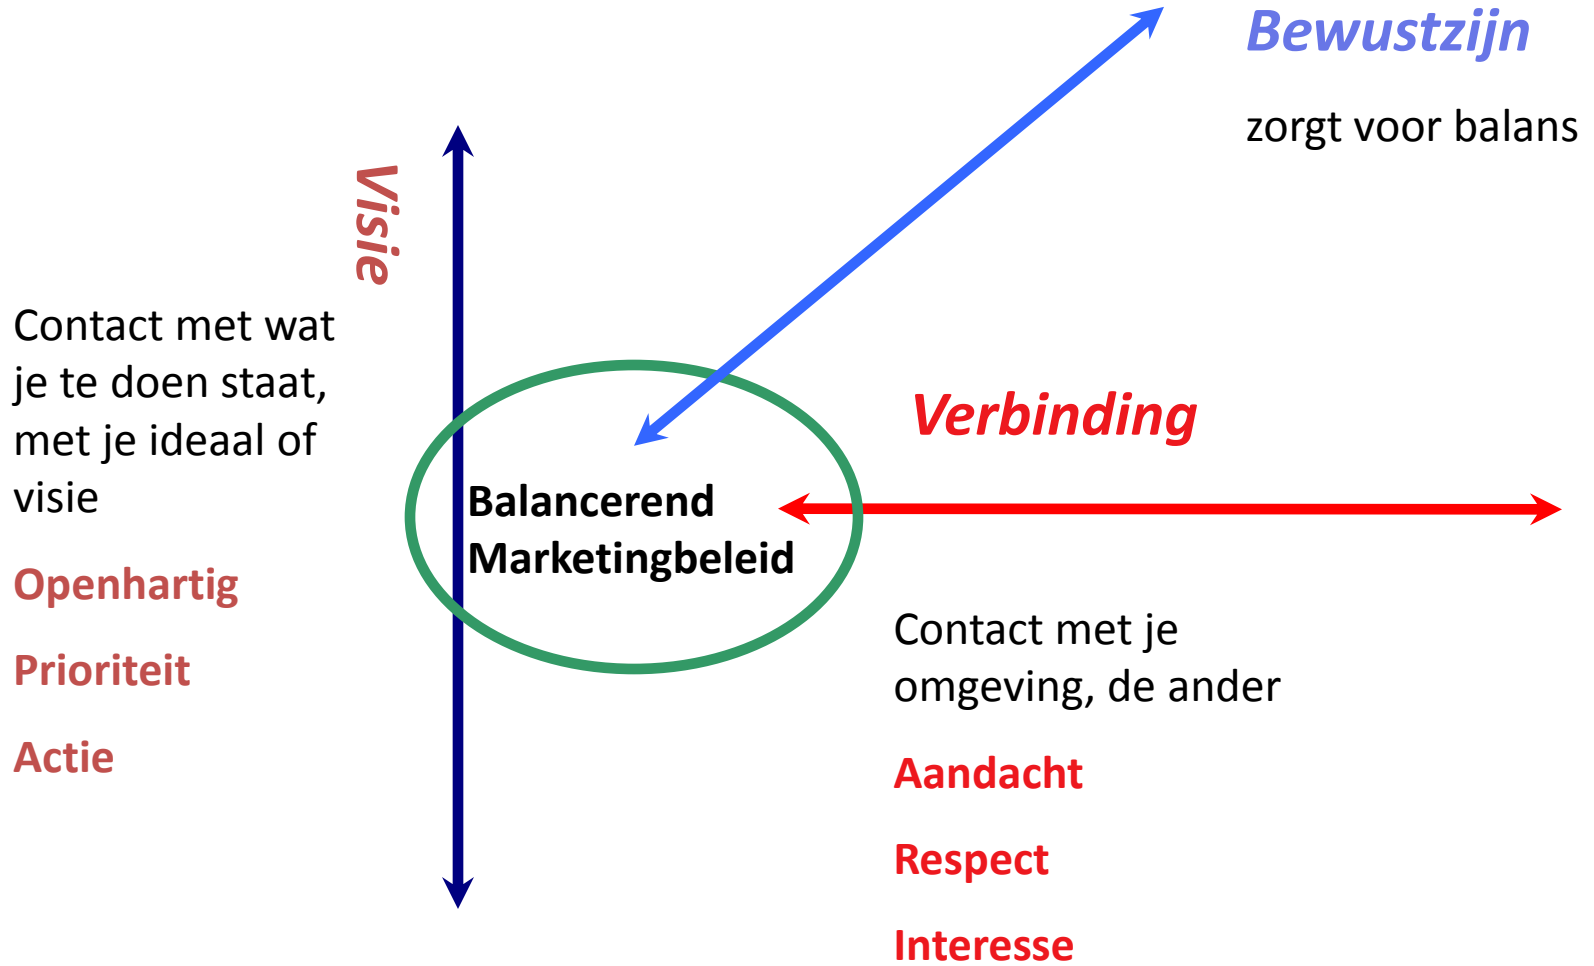 Bewustzijn
zorgt voor balans
Visie
Contact met wat
je te doen staat,
met je ideaal of
visie
Openhartig
Prioriteit
Actie
Balancerend
Marketingbeleid
Verbinding
Contact met je
omgeving, de ander
Aandacht
Respect
Interesse